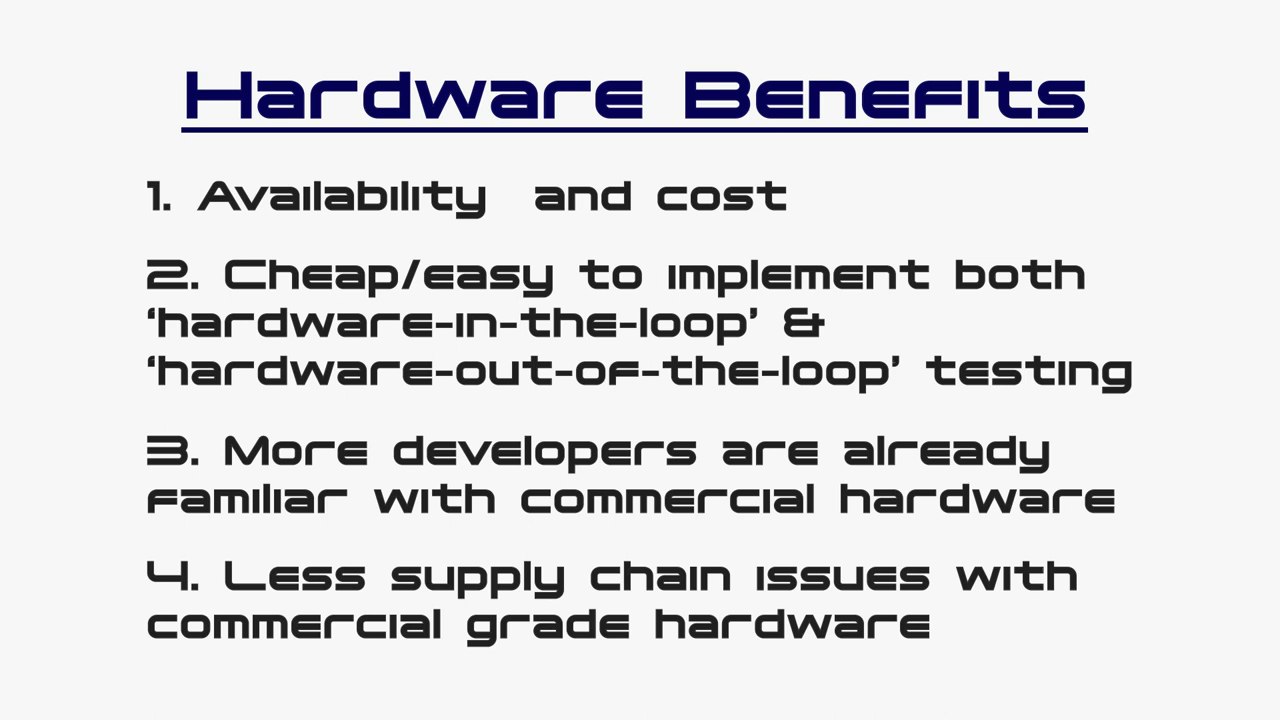 Hardware Benefits
1. Availability  and cost
2. Cheap/easy to implement both
‘hardware-in-the-loop’ &
‘hardware-out-of-the-loop’ testing
3. More developers are already
familiar with commercial hardware
4. Less supply chain issues with
commercial grade hardware